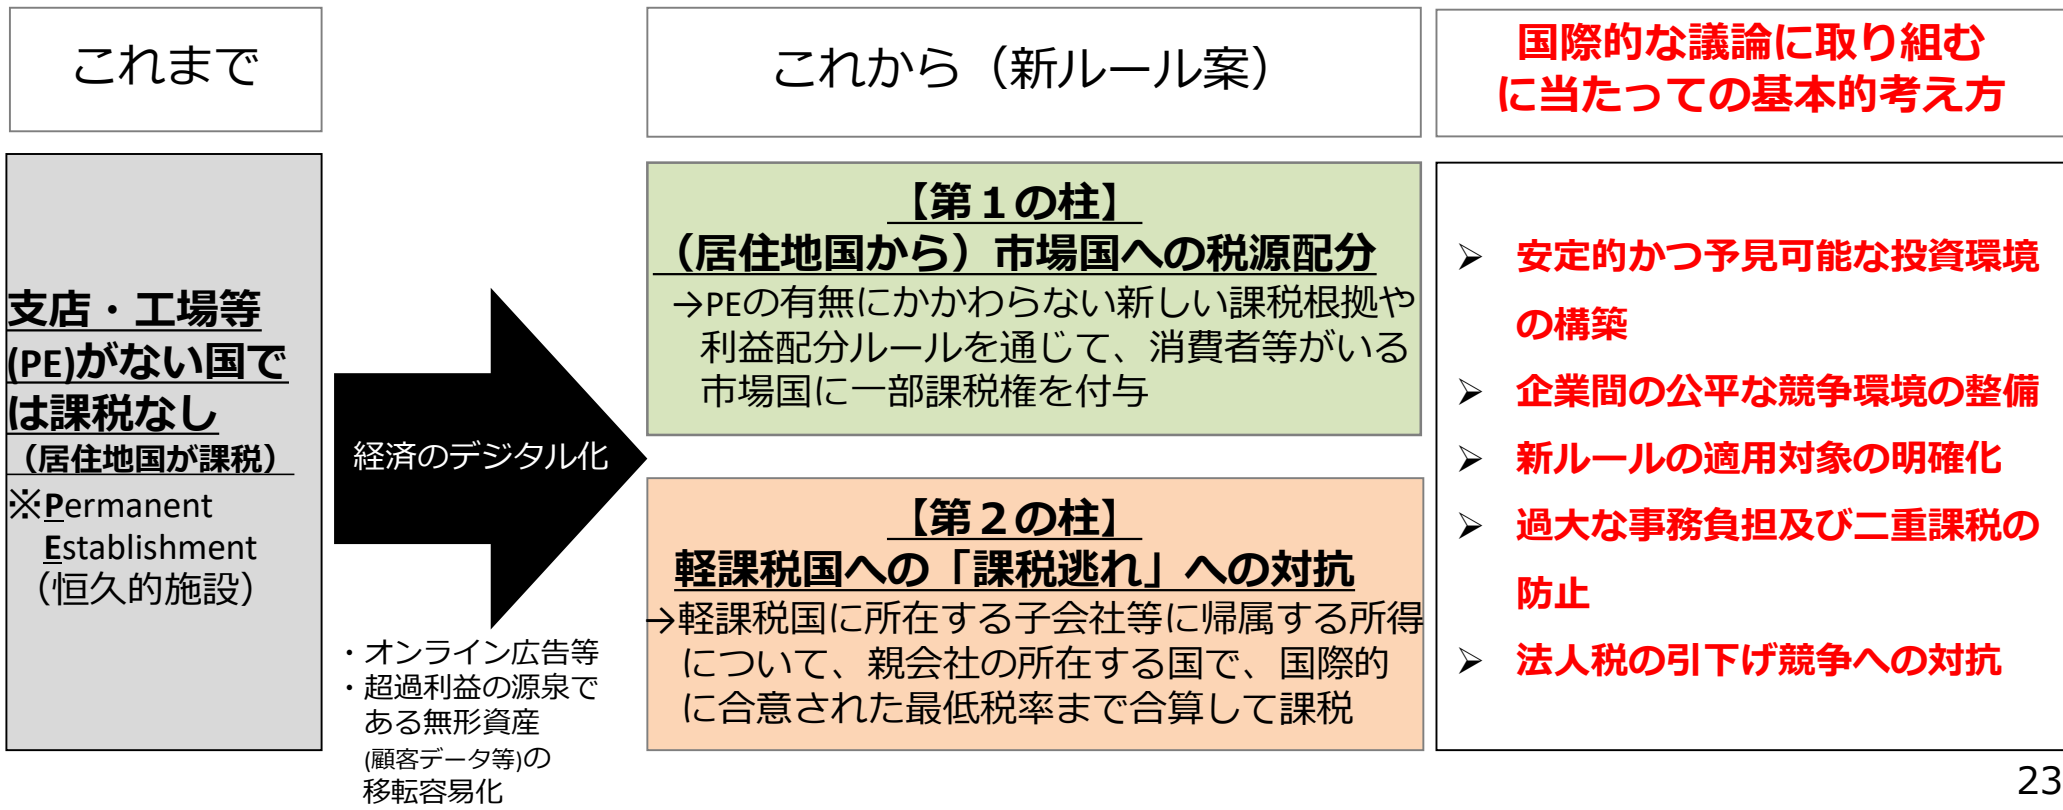 これまで
支店・工場等
(PE)がない国で
は課税なし
（居住地国が課税）
※Permanent
Establishment
（恒久的施設）
経済のデジタル化
・オンライン広告等
・超過利益の源泉で
ある無形資産
(顧客データ等)の
移転容易化
これから（新ルール案）
【第１の柱】
（居住地国から）市場国への税源配分
→PEの有無にかかわらない新しい課税根拠や
利益配分ルールを通じて、消費者等がいる
市場国に一部課税権を付与
【第２の柱】
軽課税国への「課税逃れ」への対抗
→軽課税国に所在する子会社等に帰属する所得
について、親会社の所在する国で、国際的
に合意された最低税率まで合算して課税
国際的な議論に取り組む
に当たっての基本的考え方
➢ 安定的かつ予見可能な投資環境
の構築
➢ 企業間の公平な競争環境の整備
➢ 新ルールの適用対象の明確化
➢ 過大な事務負担及び二重課税の
防止
➢ 法人税の引下げ競争への対抗
23